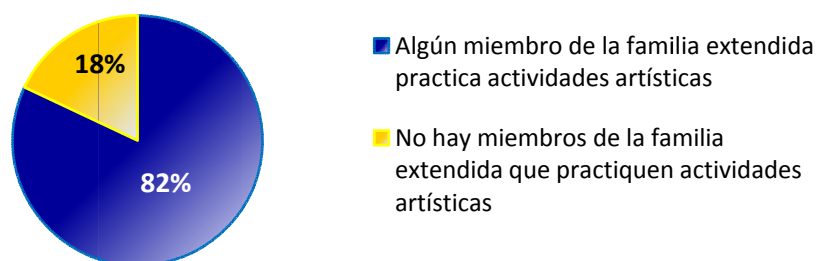 18%
82%
Algún miembro de la familia extendida
practica actividades artísticas
No hay miembros de la familia
extendida que practiquen actividades
artísticas